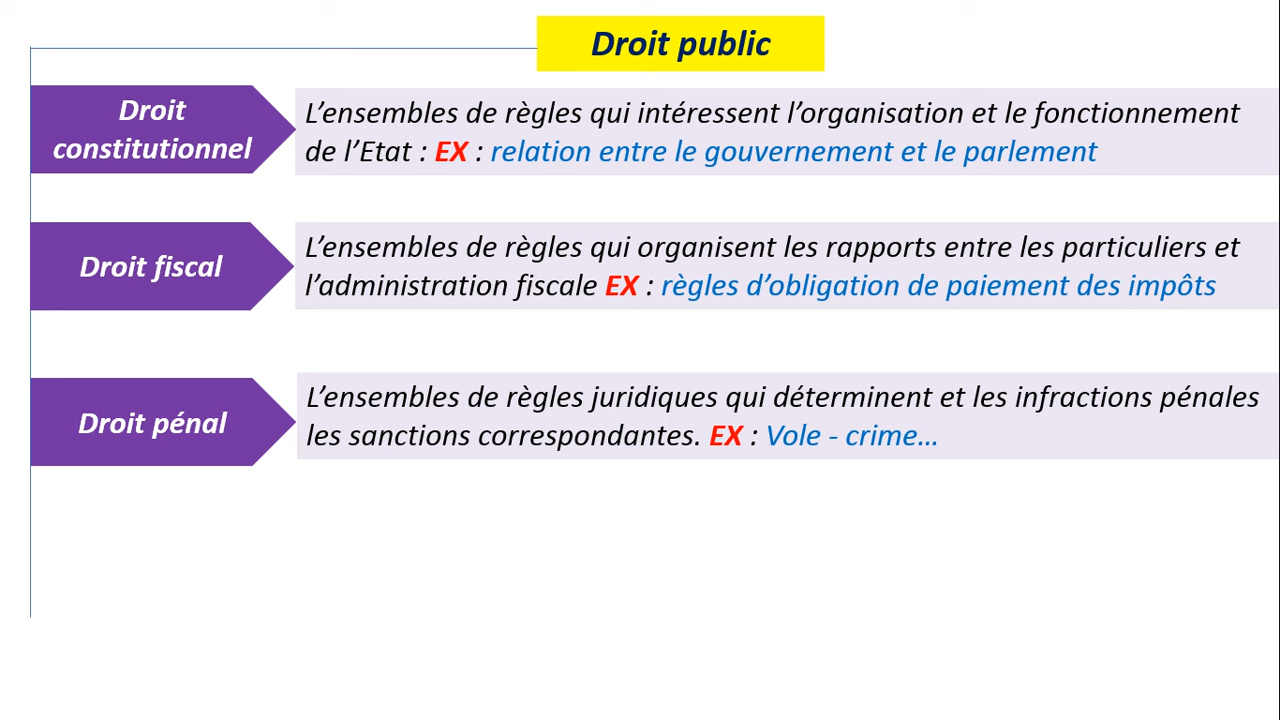 Droit public
Droit
constitutionnel
L’ensembles de règles qui intéressent l’organisation et le fonctionnement
de l’Etat : EX : relation entre le gouvernement et le parlement
Droit fiscal
L’ensembles de règles qui organisent les rapports entre les particuliers et
l’administration fiscale EX : règles d’obligation de paiement des impôts
Droit pénal
L’ensembles de règles juridiques qui déterminent et les infractions pénales
les sanctions correspondantes. EX : Vole - crime…